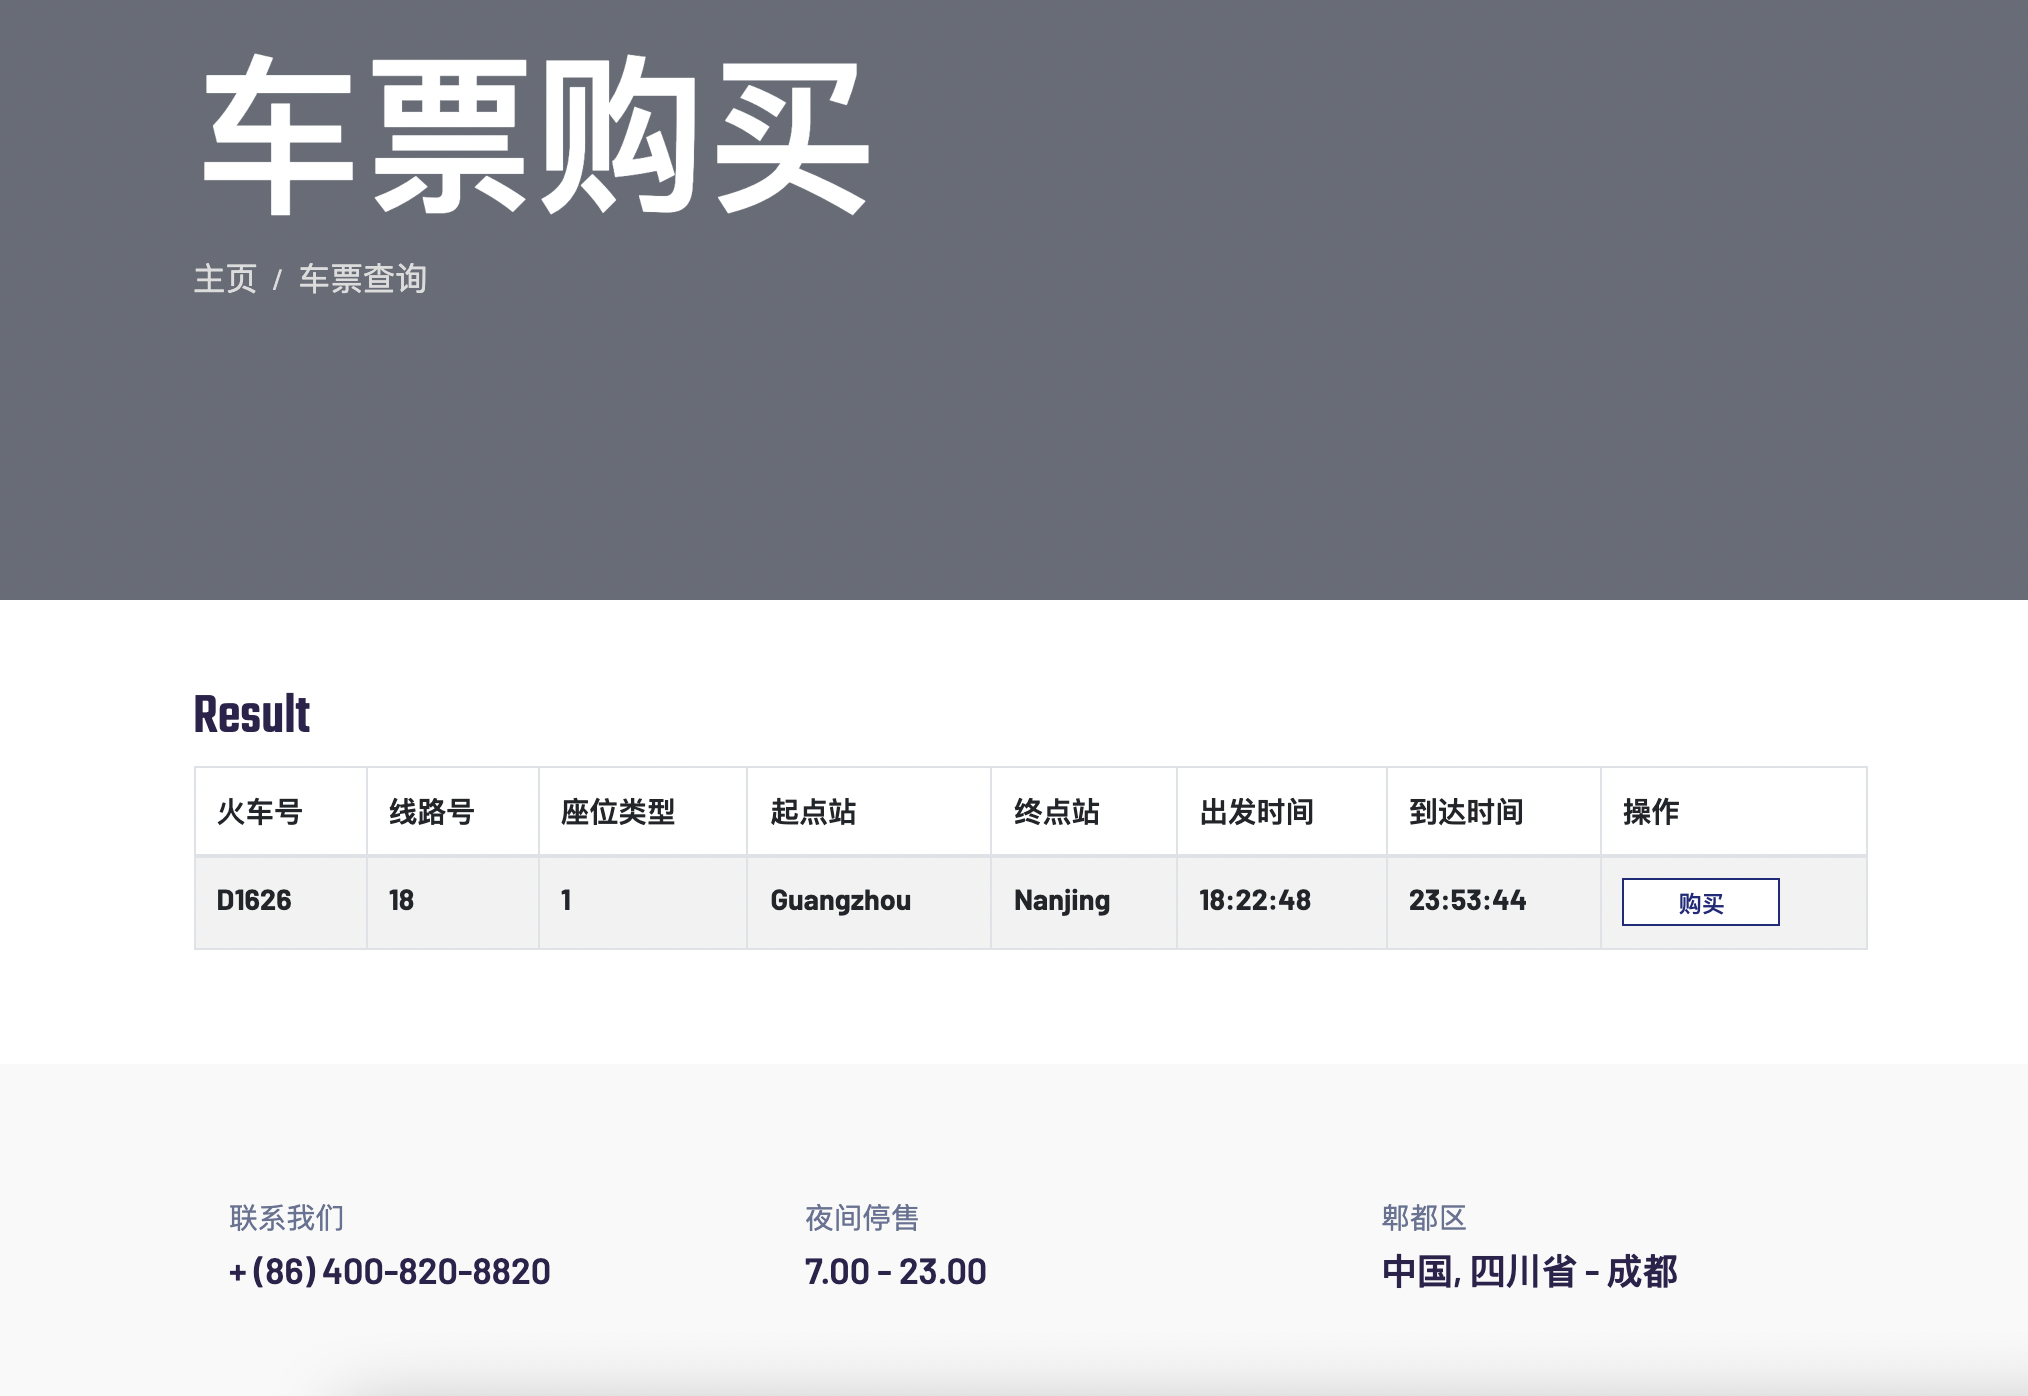 车票购买
主页 / 车票查询
Result
火车号 线路号 座位类型 起点站 终点站 出发时间 到达时间 操作
D1626 18 1 Guangzhou Nanjing 18:22:48 23:53:44 购买
联系我们 夜间停售 郫都区
+ (86) 400-820-8820 7.00 - 23.00 中国, 四川省 - 成都